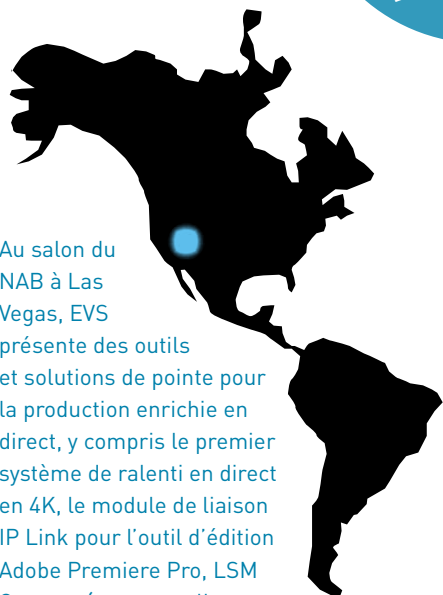 Au salon du
NAB à Las
Vegas, EVS
présente des outils
et solutions de pointe pour
la production enrichie en
direct, y compris le premier
système de ralenti en direct
en 4K, le module de liaison
IP Link pour l’outil d’édition
Adobe Premiere Pro, LSM